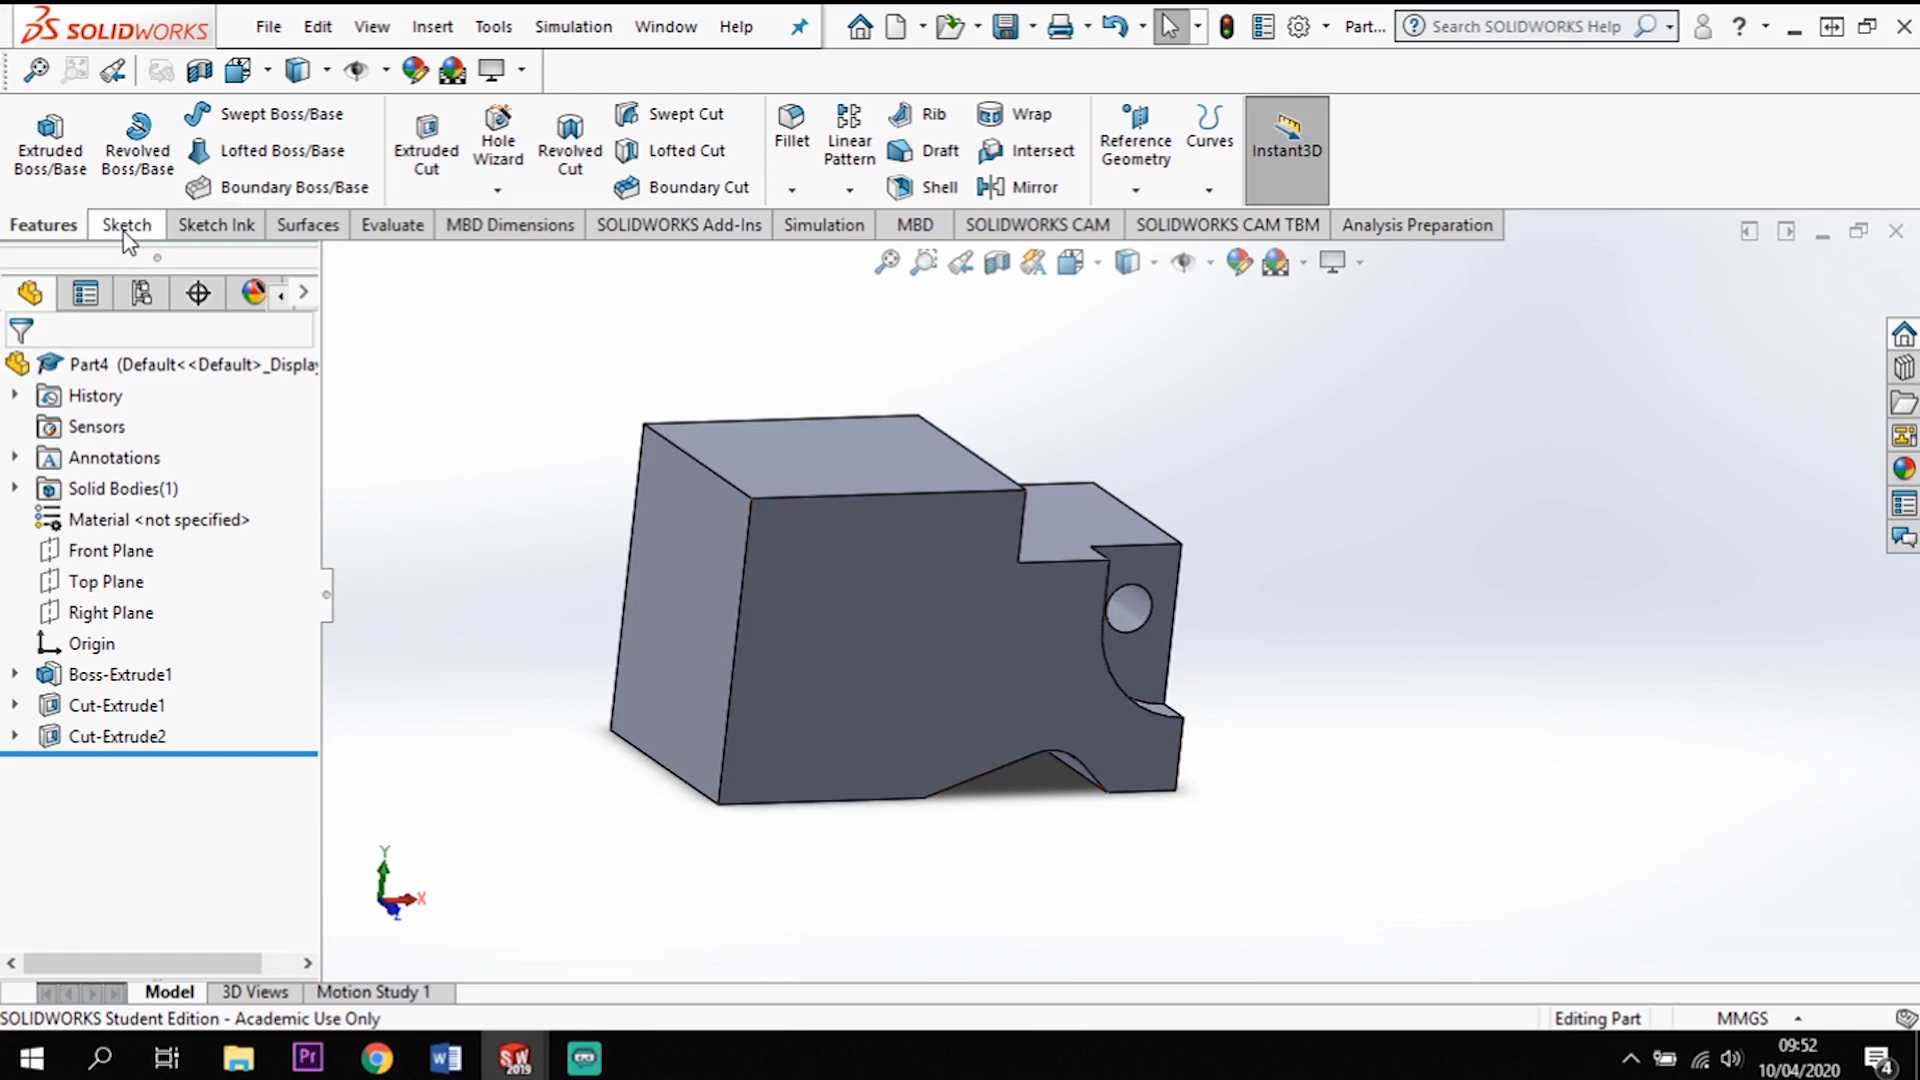 SOLIDWORKS File Edit View Insert Tools Simulation Window Help Part... Search SOLIDWORKS Help ?
Extruded Boss/Base
Revolved Boss/Base
Swept Boss/Base
Lofted Boss/Base
Boundary Boss/Base
Extruded Cut
Hole Wizard
Revolved Cut
Swept Cut
Lofted Cut
Boundary Cut
Fillet
Linear Pattern
Rib
Draft
Shell
Wrap
Intersect
Mirror
Reference Geometry
Curves
Instant3D
Features Sketch Sketch Ink Surfaces Evaluate MBD Dimensions SOLIDWORKS Add-Ins Simulation MBD SOLIDWORKS CAM SOLIDWORKS CAM TBM Analysis Preparation
Part4 (Default<<Default>_Display
History
Sensors
Annotations
Solid Bodies(1)
Material <not specified>
Front Plane
Top Plane
Right Plane
Origin
Boss-Extrude1
Cut-Extrude1
Cut-Extrude2
Y
X
Z
Model 3D Views Motion Study 1
SOLIDWORKS Student Edition - Academic Use Only Editing Part MMGS
Pr W SW 2019 09:52
10/04/2020 4